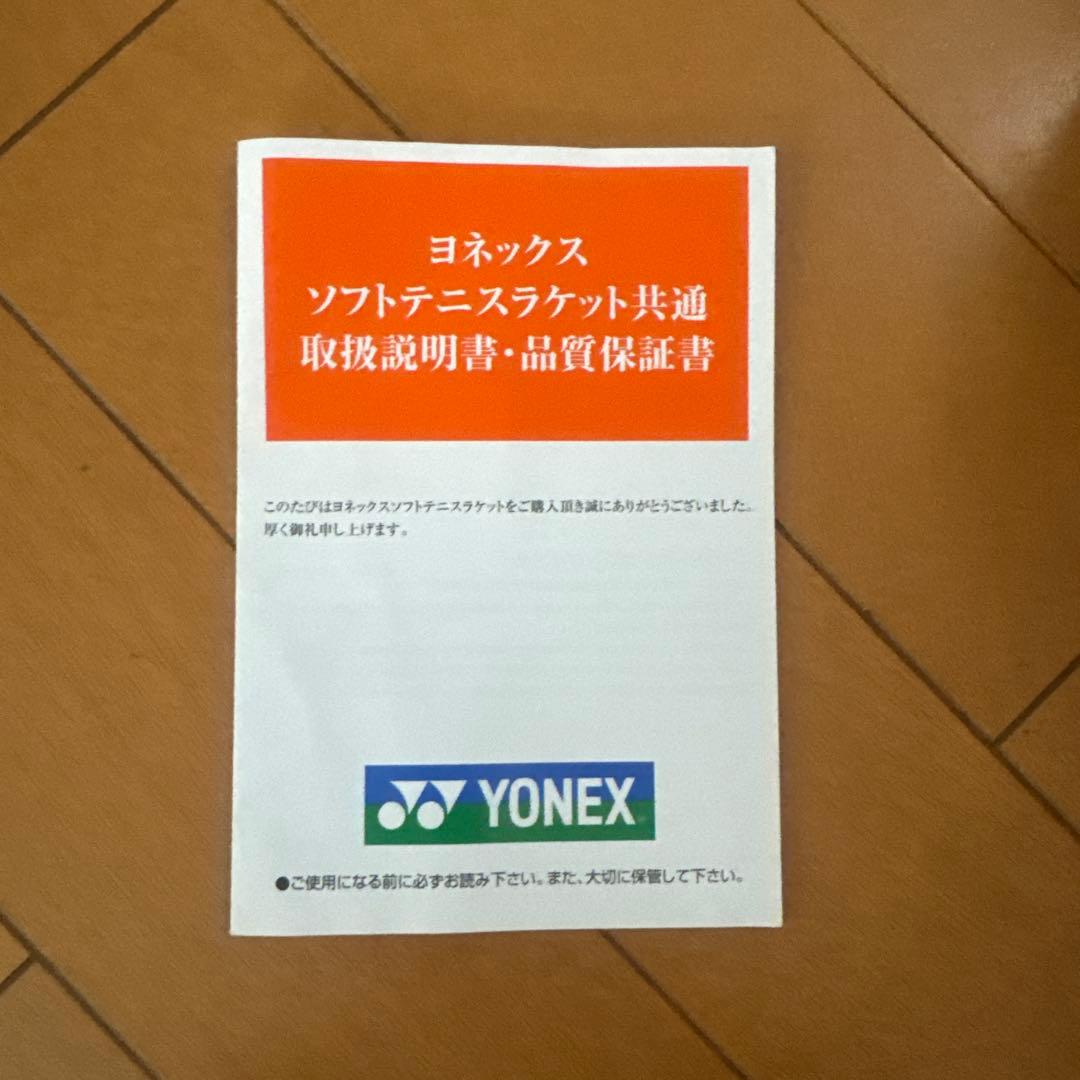 ヨネックス
ソフトテニスラケット共通
取扱説明書・品質保証書
このたびはヨネックスソフトテニスラケットをご購入頂き誠にありがとうございました。
厚く御礼申し上げます。
YONEX
●ご使用になる前に必ずお読み下さい。また、大切に保管して下さい。